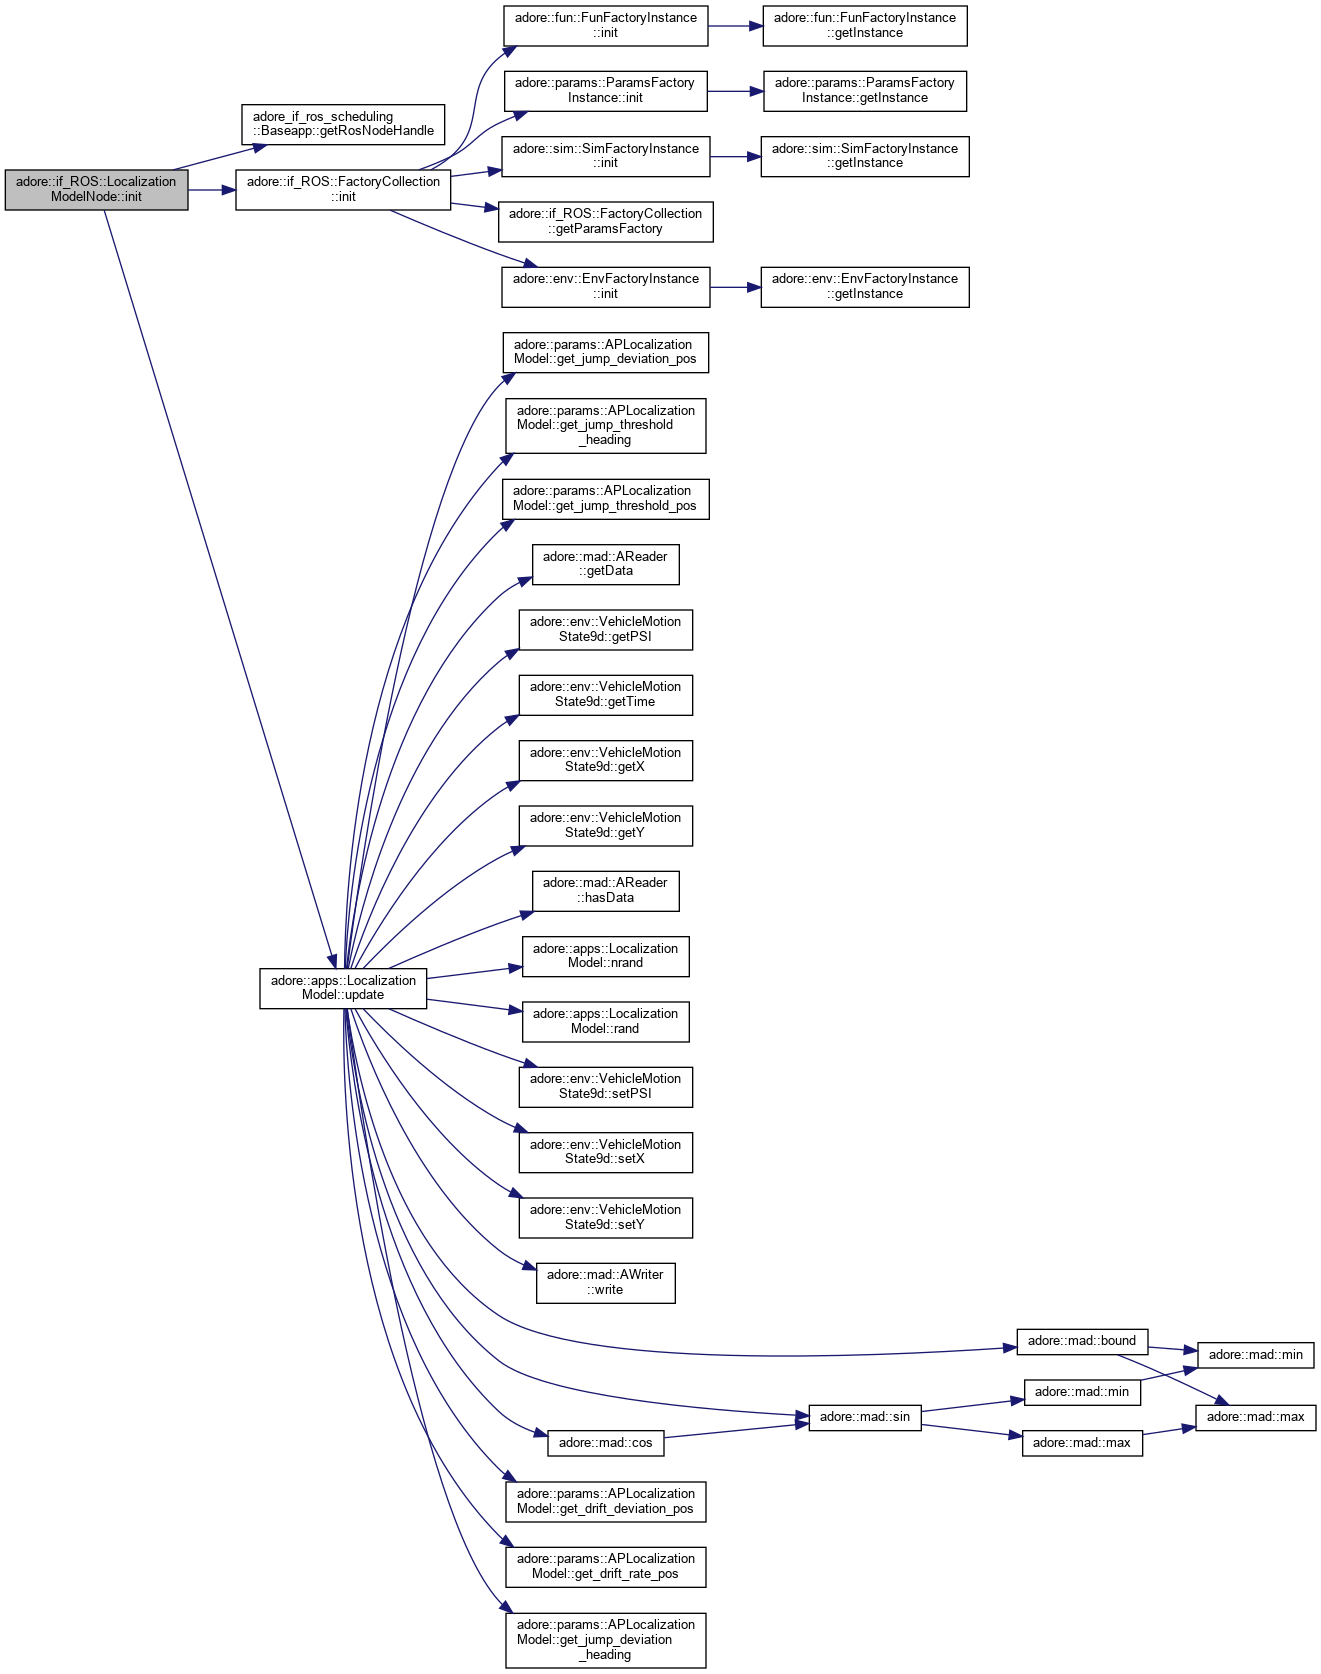 adore::if_ROS::Localization
ModelNode::init
adore_if_ros_scheduling
::Baseapp::getRosNodeHandle
adore::if_ROS::FactoryCollection
::init
adore::apps::Localization
Model::update
adore::fun::FunFactoryInstance
::init
adore::fun::FunFactoryInstance
::getInstance
adore::params::ParamsFactory
Instance::init
adore::params::ParamsFactory
Instance::getInstance
adore::sim::SimFactoryInstance
::init
adore::sim::SimFactoryInstance
::getInstance
adore::if_ROS::FactoryCollection
::getParamsFactory
adore::env::EnvFactoryInstance
::init
adore::env::EnvFactoryInstance
::getInstance
adore::params::APLocalization
Model::get_jump_deviation_pos
adore::params::APLocalization
Model::get_jump_threshold
_heading
adore::params::APLocalization
Model::get_jump_threshold_pos
adore::mad::AReader
::getData
adore::env::VehicleMotion
State9d::getPSI
adore::env::VehicleMotion
State9d::getTime
adore::env::VehicleMotion
State9d::getX
adore::env::VehicleMotion
State9d::getY
adore::mad::AReader
::hasData
adore::apps::Localization
Model::nrand
adore::apps::Localization
Model::rand
adore::env::VehicleMotion
State9d::setPSI
adore::env::VehicleMotion
State9d::setX
adore::env::VehicleMotion
State9d::setY
adore::mad::AWriter
::write
adore::mad::bound
adore::mad::min
adore::mad::min
adore::mad::sin
adore::mad::max
adore::mad::cos
adore::mad::max
adore::params::APLocalization
Model::get_drift_deviation_pos
adore::params::APLocalization
Model::get_drift_rate_pos
adore::params::APLocalization
Model::get_jump_deviation
_heading